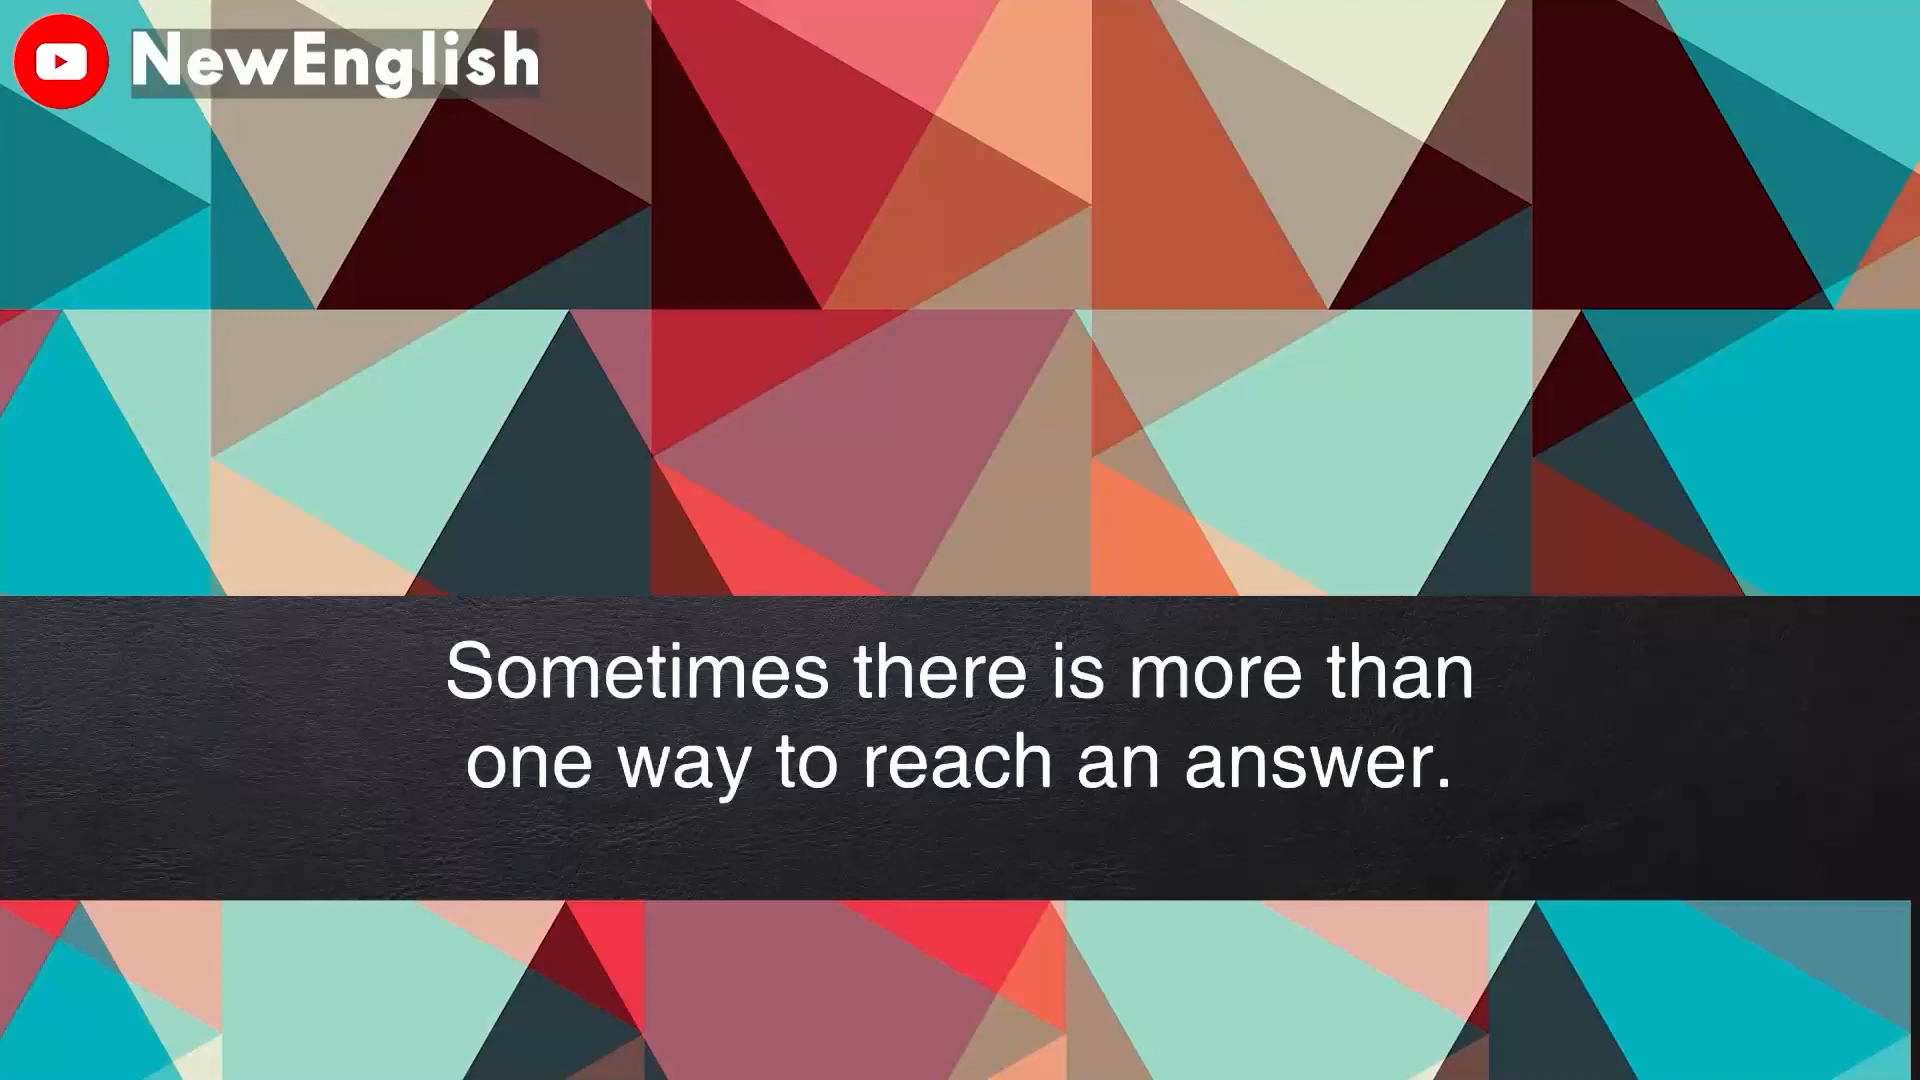 NewEnglish
Sometimes there is more than
one way to reach an answer.